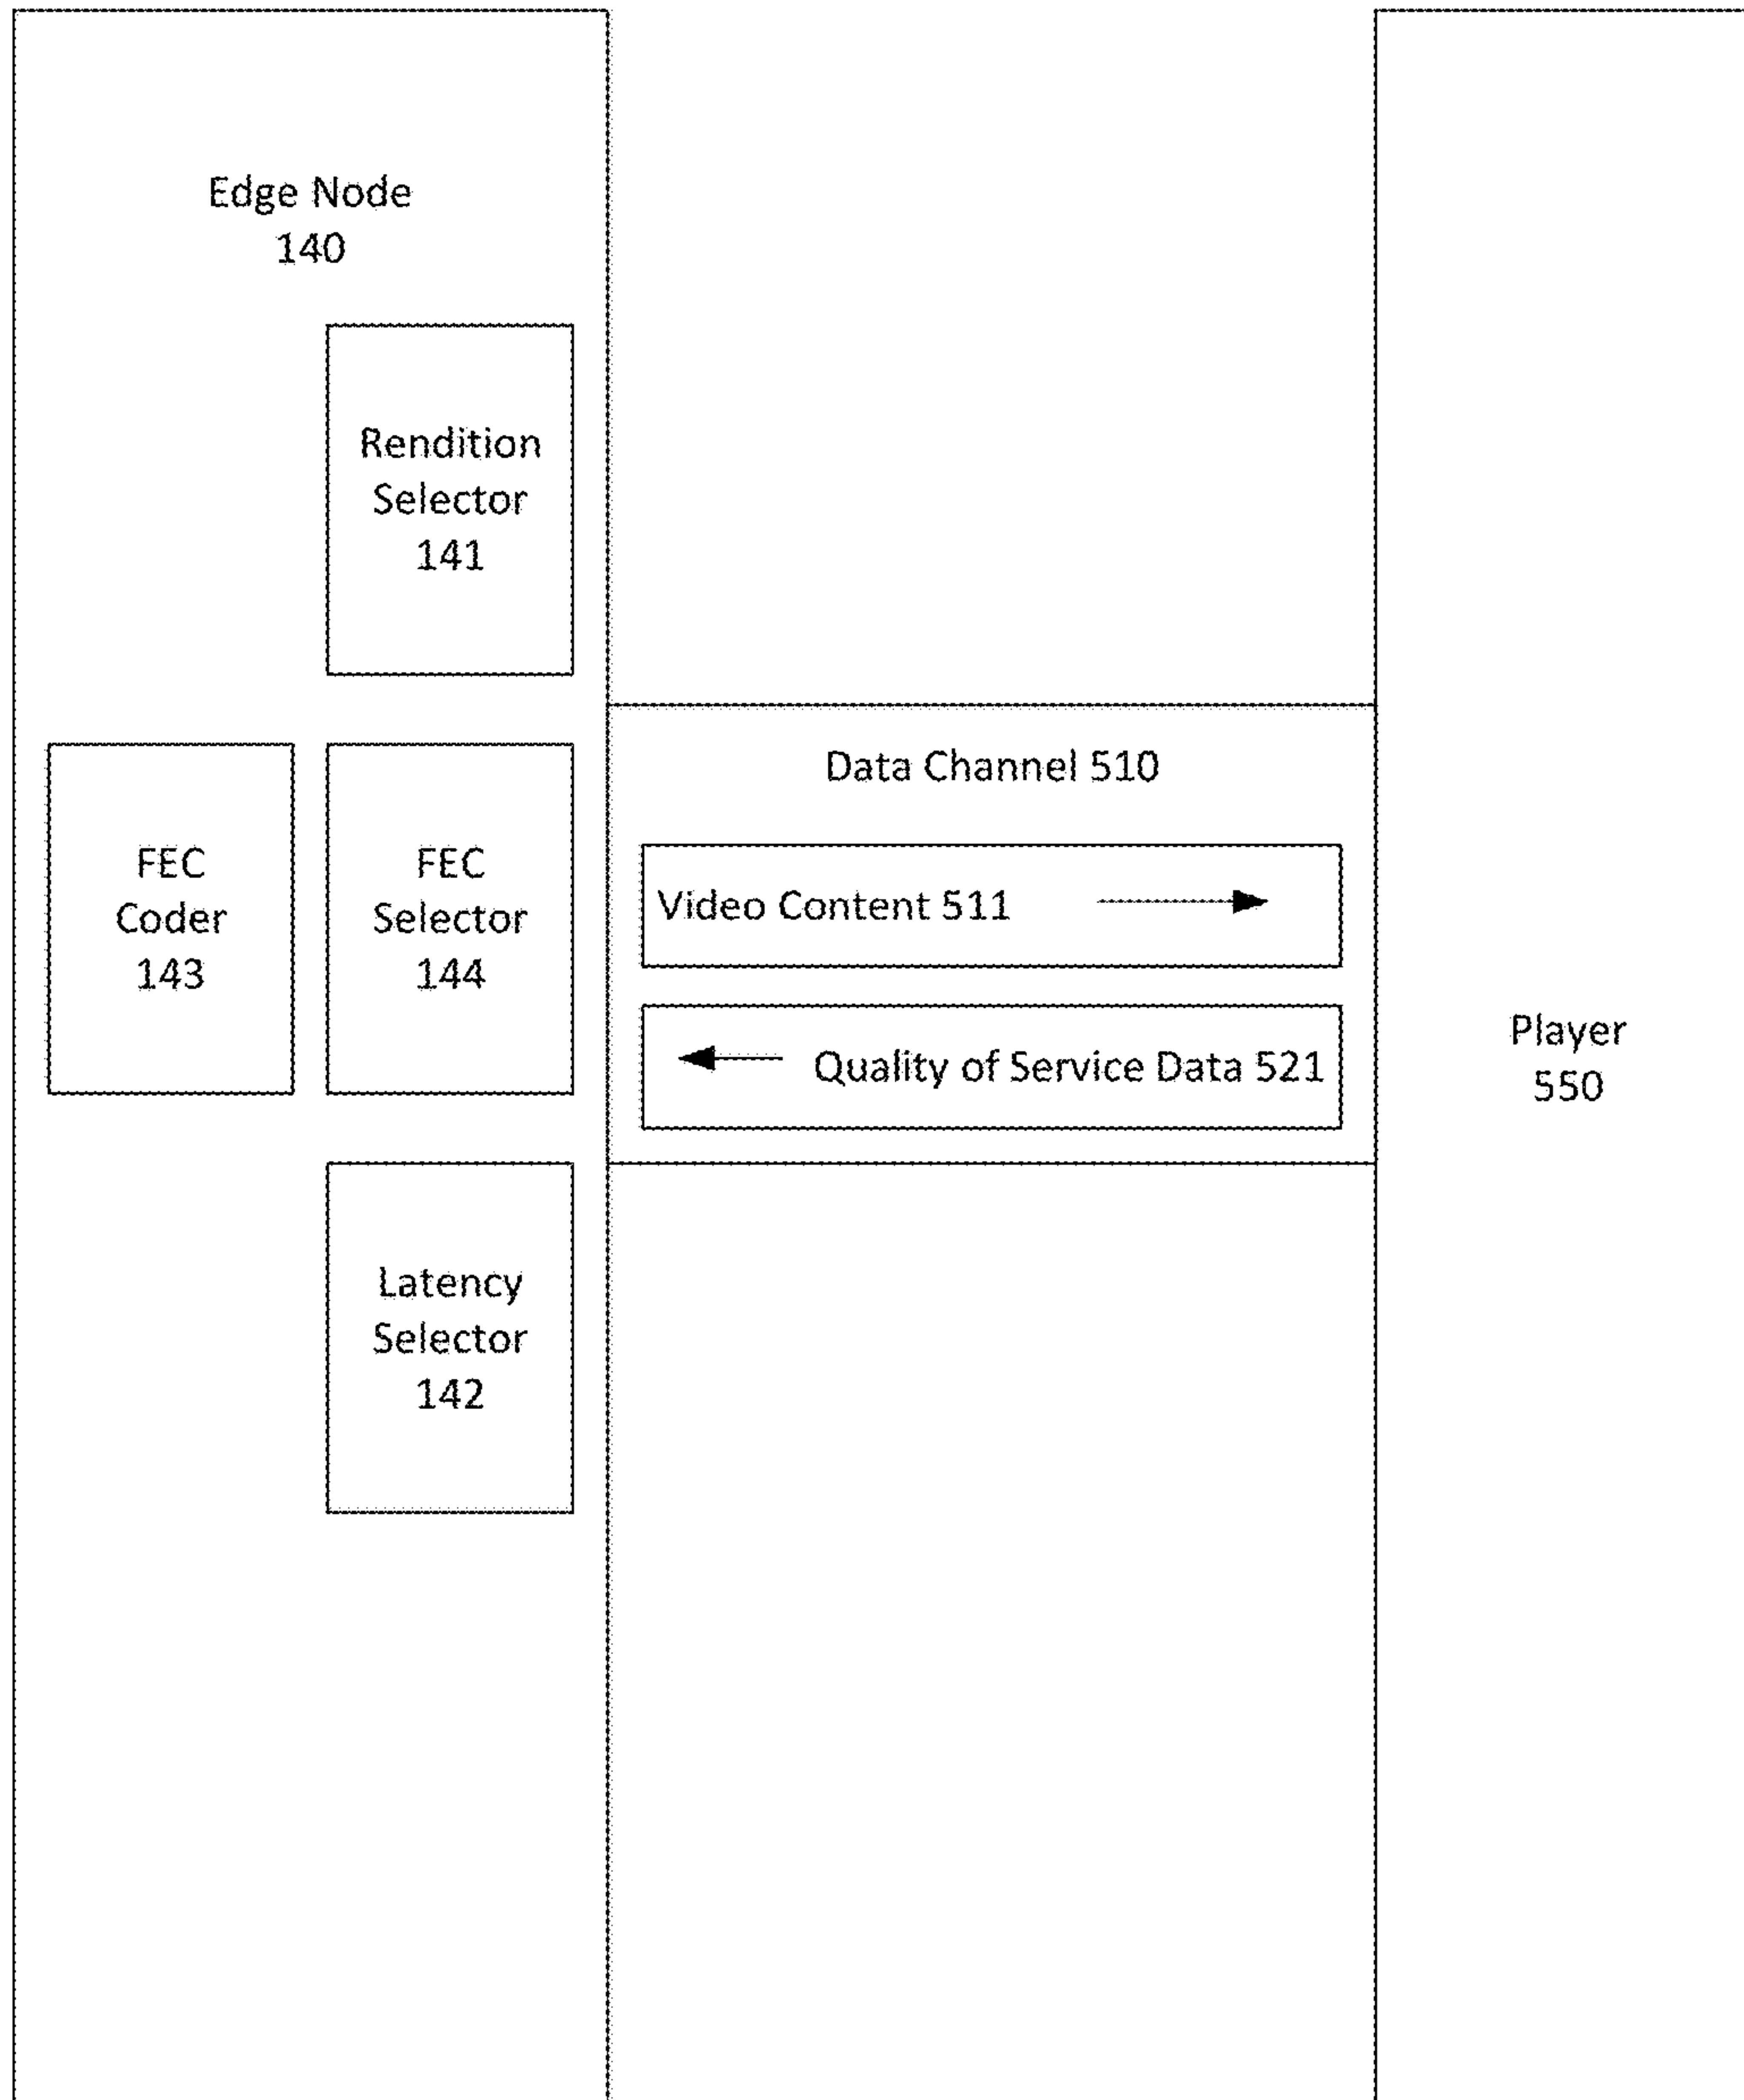 Edge Node
140
Rendition
Selector
141
Data Channel 510
FEC
Coder
143
FEC
Selector
144
Video Content 511
Quality of Service Data 521
Player
550
Latency
Selector
142